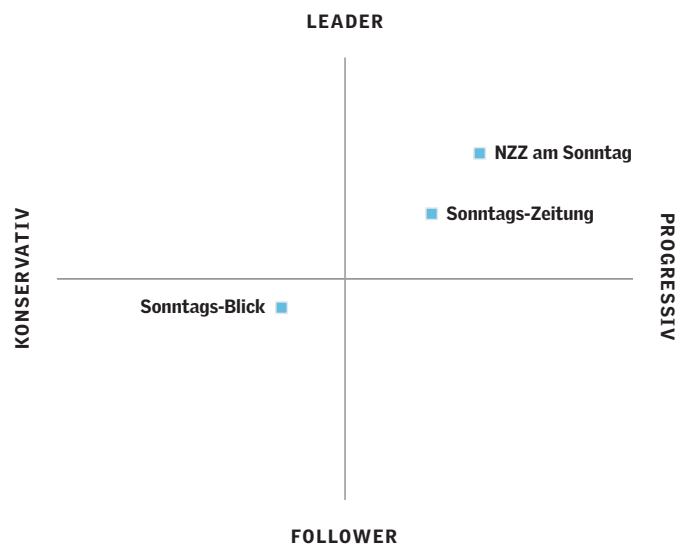 LEADER
NZZ am Sonntag
Sonntags-Zeitung
KONSERVATIV
PROGRESSIV
Sonntags-Blick
FOLLOWER